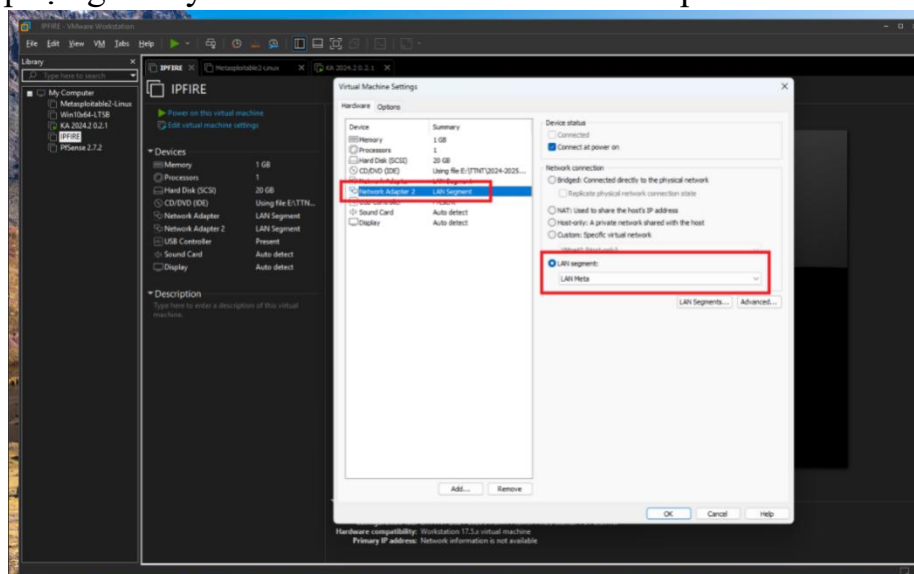 IPFIRE - VMware Workstation
File Edit View VM Tabs Help
Library
Type here to search
My Computer
Metasploitable2-Linux
Win10x64-LTSB
KA 2024.2 0.2.1
IPFIRE
PfSense 2.7.2
IPFIRE
Metasploitable2-Linux
KA 2024.2 0.2.1
IPFIRE
Power on this virtual machine
Edit virtual machine settings
Devices
Memory 1 GB
Processors 1
Hard Disk (SCSI) 20 GB
CD/DVD (IDE) Using file E:\TTN...
Network Adapter LAN Segment
Network Adapter 2 LAN Segment
USB Controller Present
Sound Card Auto detect
Display Auto detect
Description
Type here to enter a description of this virtual
machine.
Virtual Machine Settings
Hardware Options
Device Summary
Memory 1 GB
Processors 1
Hard Disk (SCSI) 20 GB
CD/DVD (IDE) Using file E:\TTNT\2024-2025...
Network Adapter 2 LAN Segment
Sound Card Auto detect
Display Auto detect
Add... Remove
Device status
Connected
Connect at power on
Network connection
Bridged: Connected directly to the physical network
Replicate physical network connection state
NAT: Used to share the host's IP address
Host-only: A private network shared with the host
Custom: Specific virtual network
LAN segment:
LAN Meta
LAN Segments... Advanced...
OK Cancel Help
Hardware compatibility: Workstation 17.5.x virtual machine
Primary IP address: Network information is not available